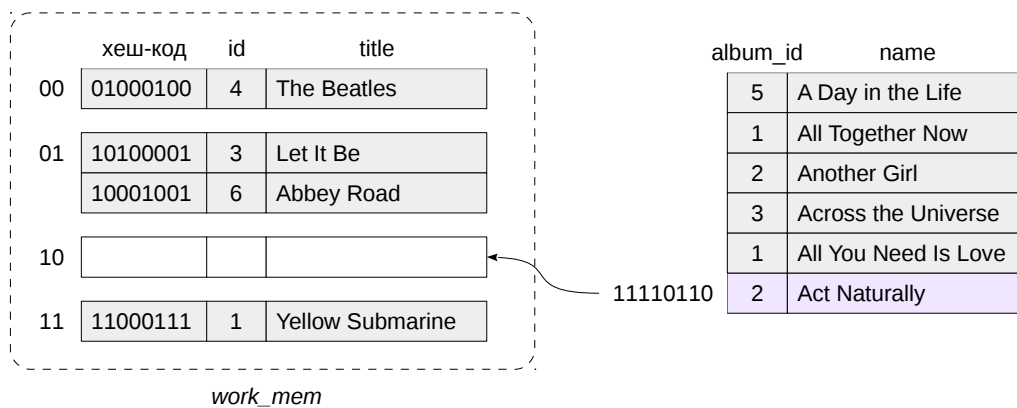 хеш-код id title
00 01000100 4 The Beatles
01 10100001 3 Let It Be
10001001 6 Abbey Road
10
11 11000111 1 Yellow Submarine
work_mem
album_id name
5 A Day in the Life
1 All Together Now
2 Another Girl
3 Across the Universe
1 All You Need Is Love
11110110 2 Act Naturally